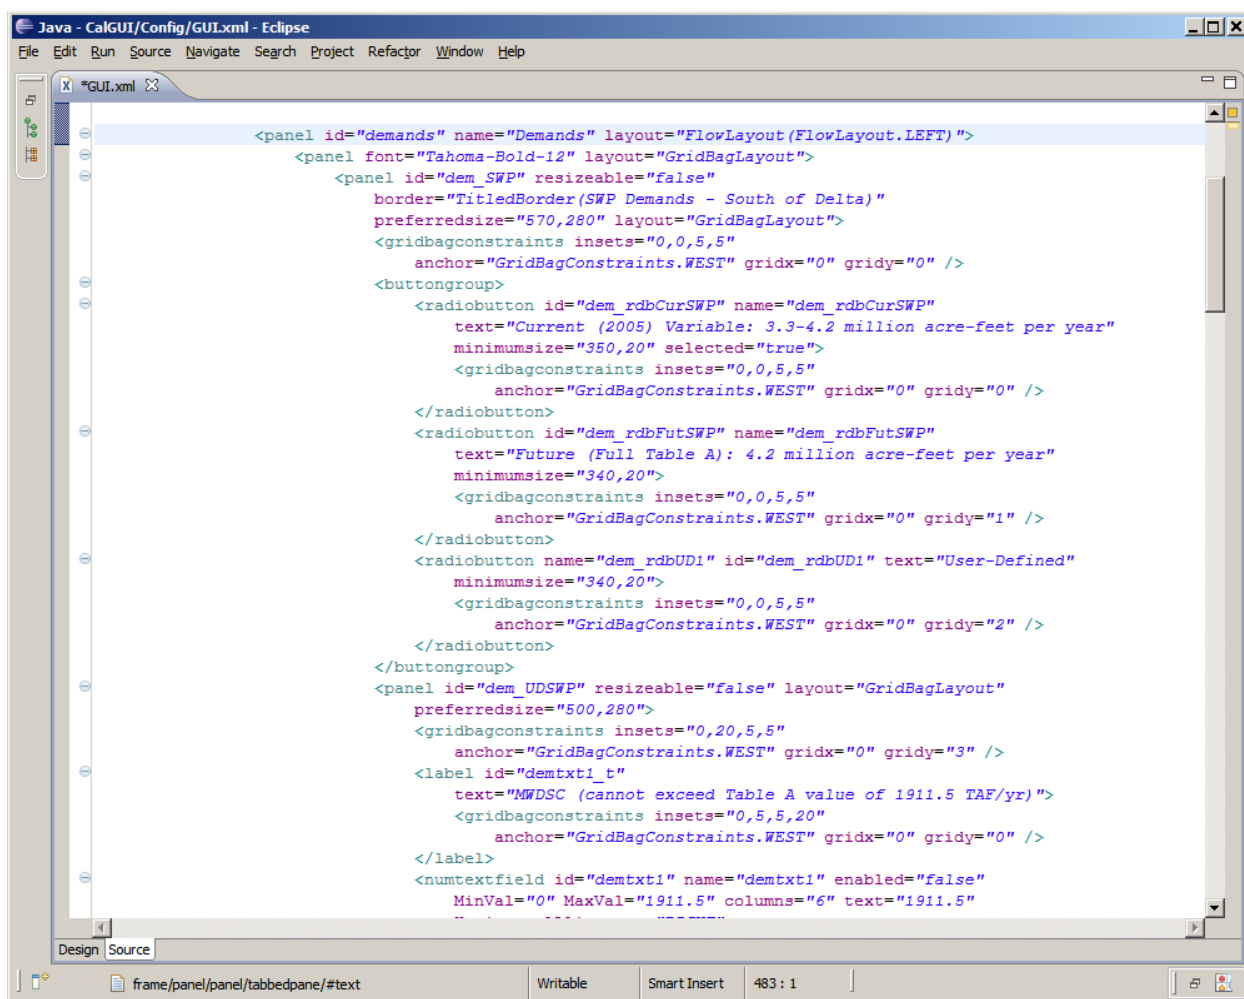 Java - CalGUI/Config/GUI.xml - Eclipse
File Edit Run Source Navigate Search Project Refactor Window Help
*GUI.xml
<panel id="demands" name="Demands" layout="FlowLayout(FlowLayout.LEFT)">
<panel font="Tahoma-Bold-12" layout="GridBagLayout">
<panel id="dem_SWP" resizeable="false"
border="TitledBorder(SWP Demands - South of Delta)"
preferredsize="570,280" layout="GridBagLayout">
<gridbagconstraints insets="0,0,5,5"
anchor="GridBagConstraints.WEST" gridx="0" gridy="0" />
<buttongroup>
<radiobutton id="dem_rdbCurSWP" name="dem_rdbCurSWP"
text="Current (2005) Variable: 3.3-4.2 million acre-feet per year"
minimumsize="350,20" selected="true">
<gridbagconstraints insets="0,0,5,5"
anchor="GridBagConstraints.WEST" gridx="0" gridy="0" />
</radiobutton>
<radiobutton id="dem_rdbFutSWP" name="dem_rdbFutSWP"
text="Future (Full Table A): 4.2 million acre-feet per year"
minimumsize="340,20">
<gridbagconstraints insets="0,0,5,5"
anchor="GridBagConstraints.WEST" gridx="0" gridy="1" />
</radiobutton>
<radiobutton name="dem_rdbUD1" id="dem_rdbUD1" text="User-Defined"
minimumsize="340,20">
<gridbagconstraints insets="0,0,5,5"
anchor="GridBagConstraints.WEST" gridx="0" gridy="2" />
</radiobutton>
</buttongroup>
<panel id="dem_UDSWP" resizeable="false" layout="GridBagLayout"
preferredsize="500,280">
<gridbagconstraints insets="0,20,5,5"
anchor="GridBagConstraints.WEST" gridx="0" gridy="3" />
<label id="demtxt1_t"
text="MWDSC (cannot exceed Table A value of 1911.5 TAF/yr)">
<gridbagconstraints insets="0,5,5,20"
anchor="GridBagConstraints.WEST" gridx="0" gridy="0" />
</label>
<numtextfield id="demtxt1" name="demtxt1" enabled="false"
MinVal="0" MaxVal="1911.5" columns="6" text="1911.5"
Design Source
frame/panel/panel/tabbedpane/#text Writable Smart Insert 483 : 1